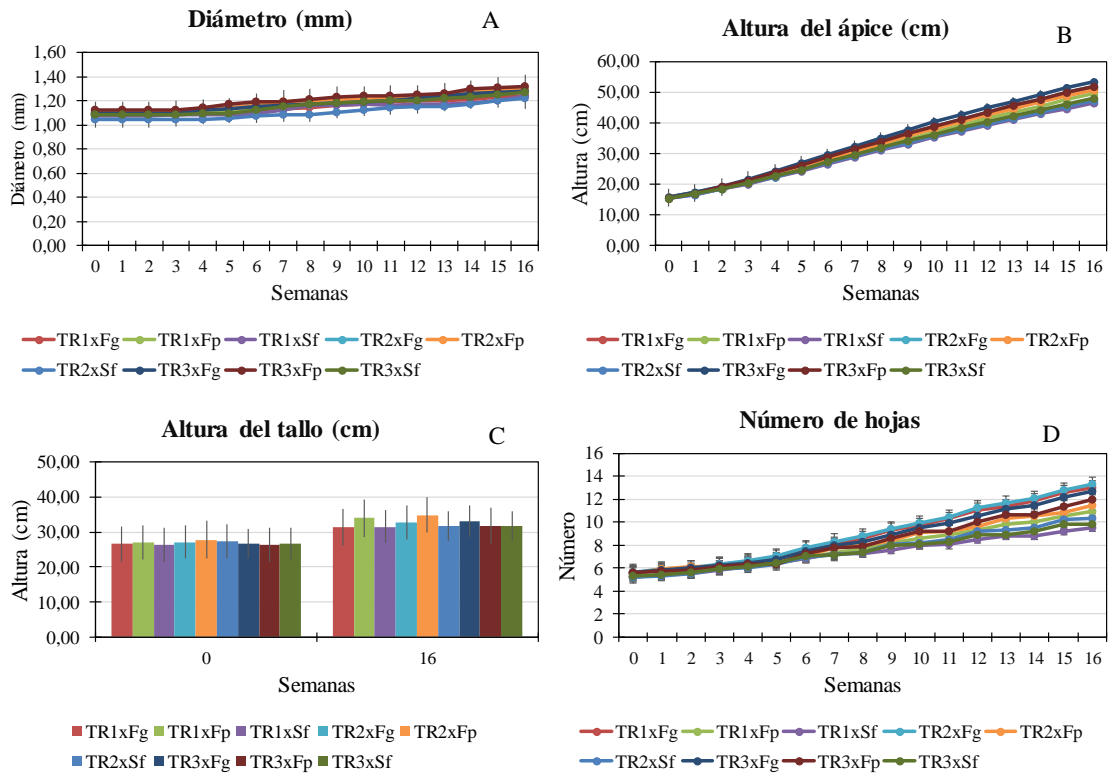 Diámetro (mm)
A
1,60
1,40
1,20
1,00
0,80
0,60
0,40
0,20
0,00
Diámetro (mm)
0 1 2 3 4 5 6 7 8 9 10 11 12 13 14 15 16
Semanas
TR1xFg TR1xFp TR1xSf TR2xFg TR2xFp
TR2xSf TR3xFg TR3xFp TR3xSf
Altura del ápice (cm)
B
60,00
50,00
40,00
30,00
20,00
10,00
0,00
Altura (cm)
0 1 2 3 4 5 6 7 8 9 10 11 12 13 14 15 16
Semanas
TR1xFg TR1xFp TR1xSf TR2xFg TR2xFp
TR2xSf TR3xFg TR3xFp TR3xSf
Altura del tallo (cm)
C
50,00
40,00
30,00
20,00
10,00
0,00
Altura (cm)
0 16
Semanas
TR1xFg TR1xFp TR1xSf TR2xFg TR2xFp
TR2xSf TR3xFg TR3xFp TR3xSf
Número de hojas
D
16
14
12
10
8
6
4
2
0
Número
0 1 2 3 4 5 6 7 8 9 10 11 12 13 14 15 16
Semanas
TR1xFg TR1xFp TR1xSf TR2xFg TR2xFp
TR2xSf TR3xFg TR3xFp TR3xSf